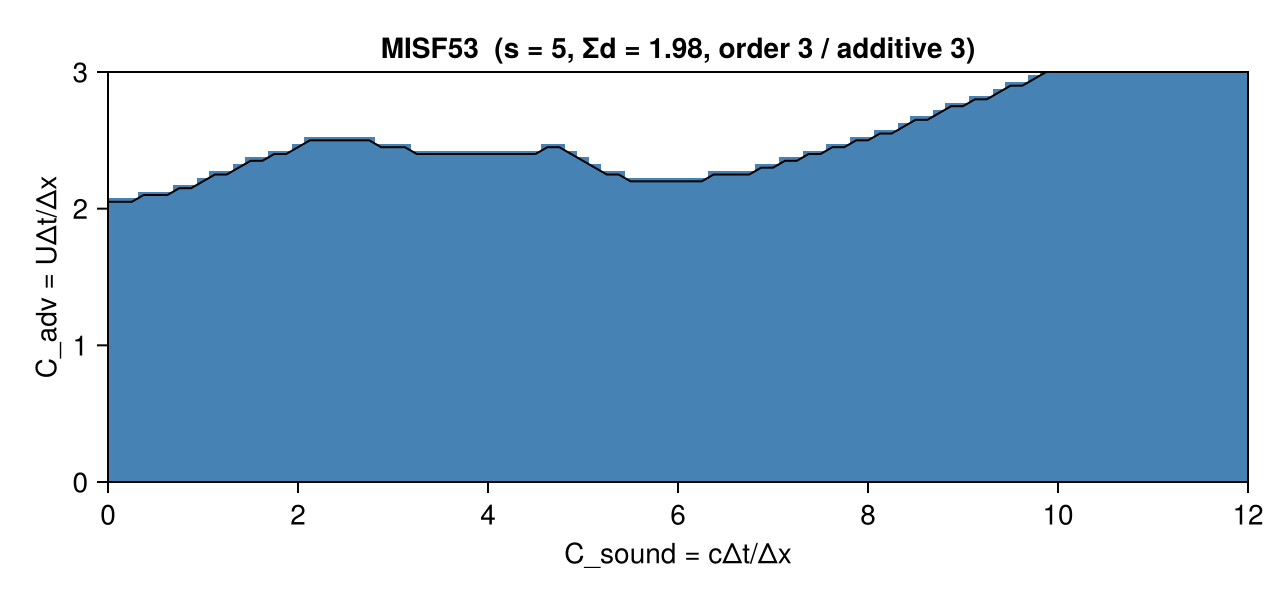 MISF53 (s = 5, Σd = 1.98, order 3 / additive 3)
3
2
1
0
C_adv = UΔt/Δx
0 2 4 6 8 10 12
C_sound = cΔt/Δx